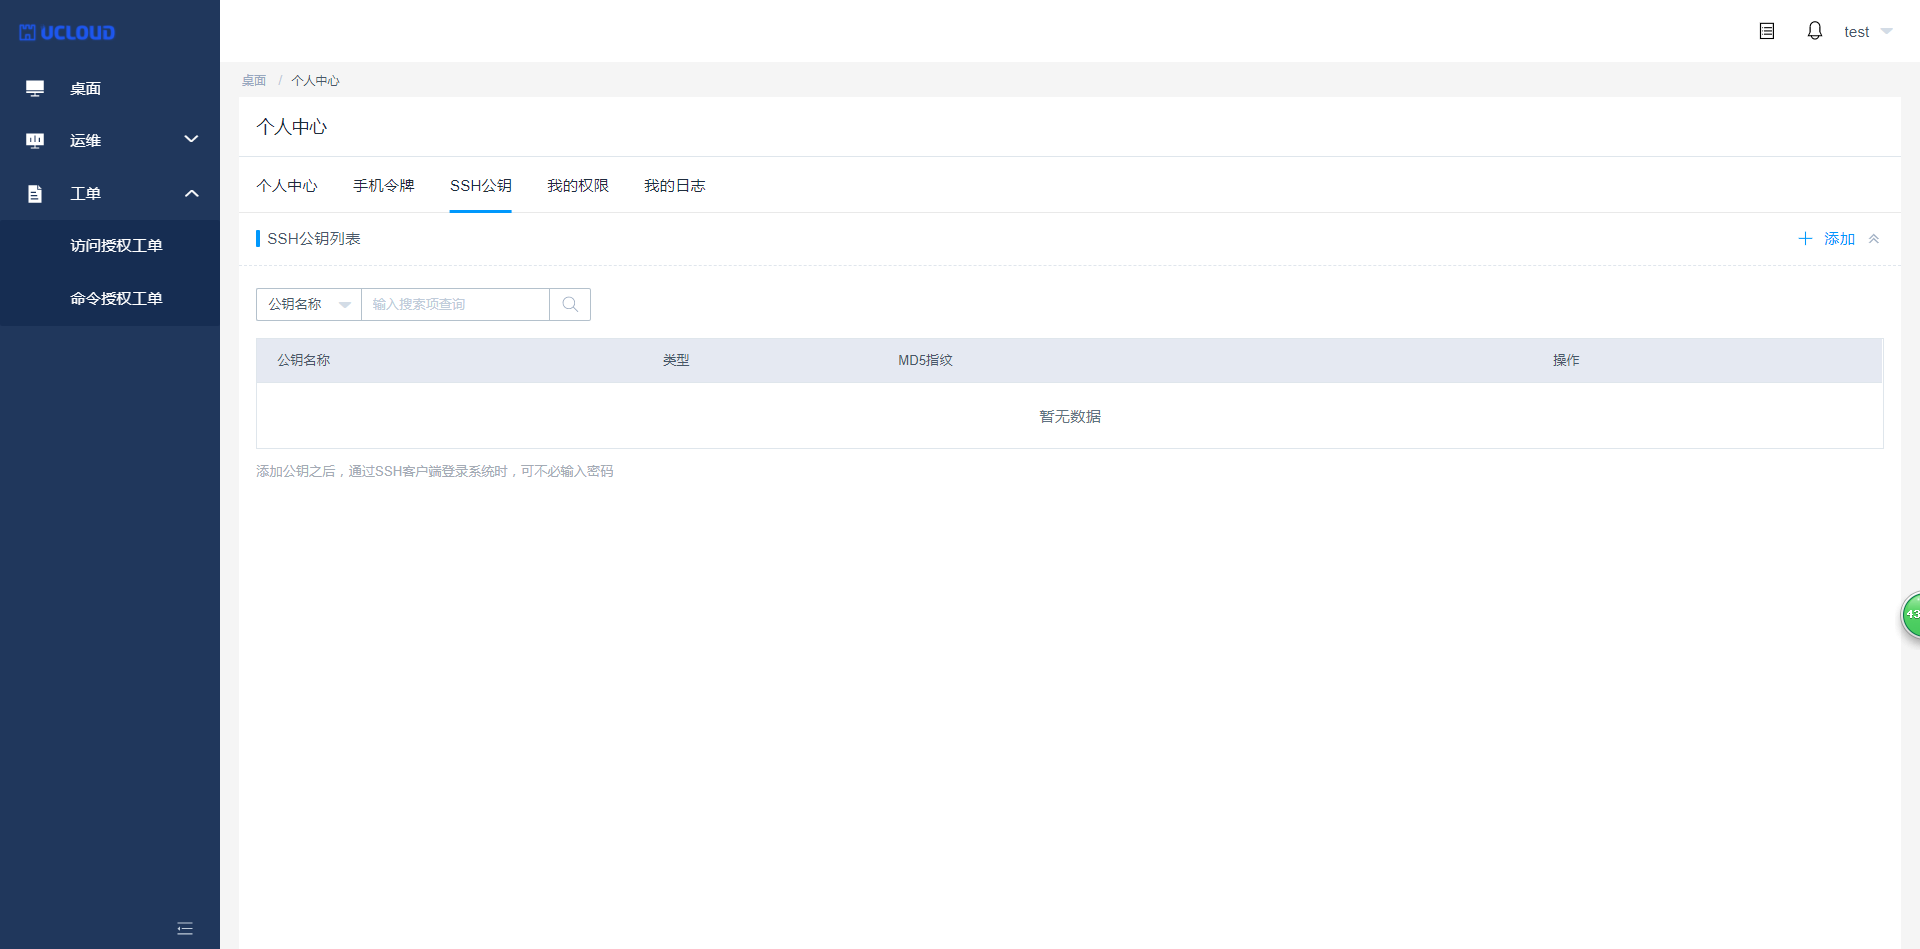 UCLOUD
桌面
运维
工单
访问授权工单
命令授权工单
test
桌面 / 个人中心
个人中心
个人中心 手机令牌 SSH公钥 我的权限 我的日志
SSH公钥列表
添加
公钥名称 输入搜索项查询
公钥名称 类型 MD5指纹 操作
暂无数据
添加公钥之后，通过SSH客户端登录系统时，可不必输入密码
43